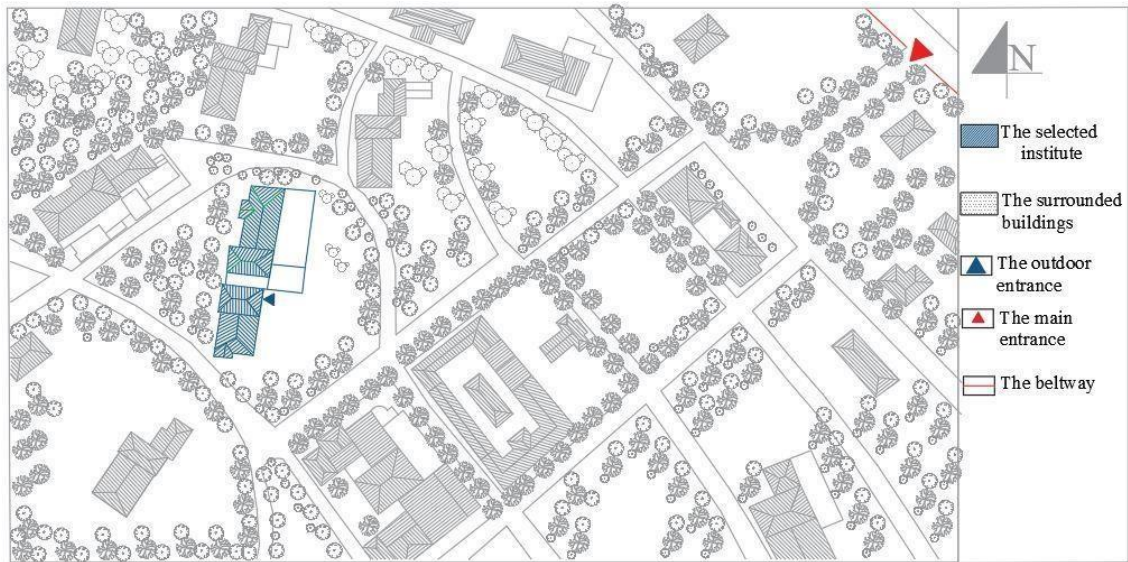 N
The selected
institute
The surrounded
buildings
The outdoor
entrance
The main
entrance
The beltway